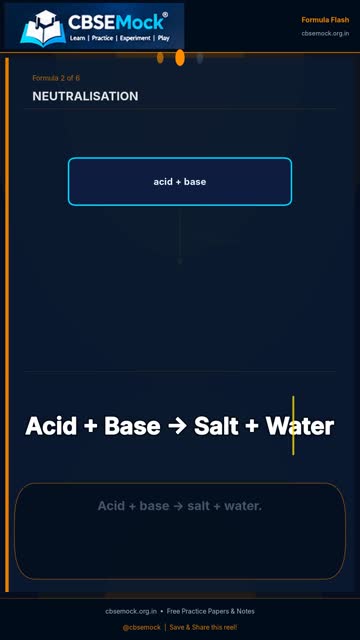 CBSEMock®
Learn | Practice | Experiment | Play
Formula Flash
cbsemock.org.in
Formula 2 of 6
NEUTRALISATION
acid + base
Acid + Base → Salt + Water
Acid + base → salt + water.
cbsemock.org.in • Free Practice Papers & Notes
@cbsemock | Save & Share this reel!